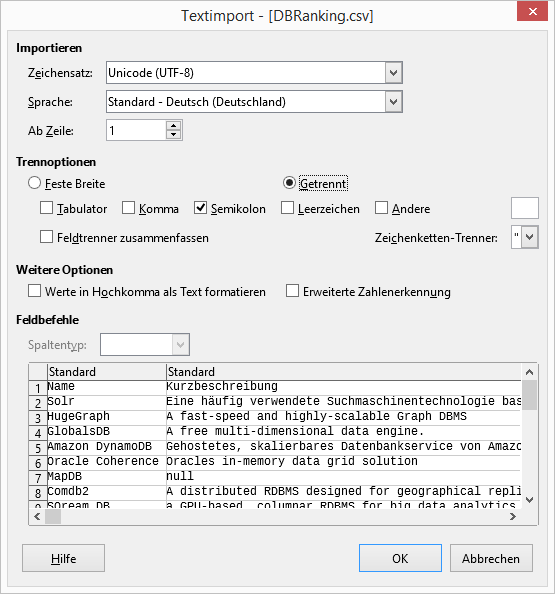 Textimport - [DBRanking.csv]
Importieren
Zeichensatz: Unicode (UTF-8)
Sprache: Standard - Deutsch (Deutschland)
Ab Zeile: 1
Trennoptionen
Feste Breite Getrennt
Tabulator Komma Semikolon Leerzeichen Andere
Feldtrenner zusammenfassen Zeichenketten-Trenner: "
Weitere Optionen
Werte in Hochkomma als Text formatieren Erweiterte Zahlenerkennung
Feldbefehle
Spaltentyp:
Standard Standard
1 Name Kurzbeschreibung
2 Solr Eine häufig verwendete Suchmaschinentechnologie bas
3 HugeGraph A fast-speed and highly-scalable Graph DBMS
4 GlobalsDB A free multi-dimensional data engine.
5 Amazon DynamoDB Gehostetes, skalierbares Datenbankservice von Amazo
6 Oracle Coherence Oracles in-memory data grid solution
7 MapDB null
8 Comdb2 A distributed RDBMS designed for geographical repli
9 SQream DB a GPU-based, columnar RDBMS for big data analytics
Hilfe OK Abbrechen